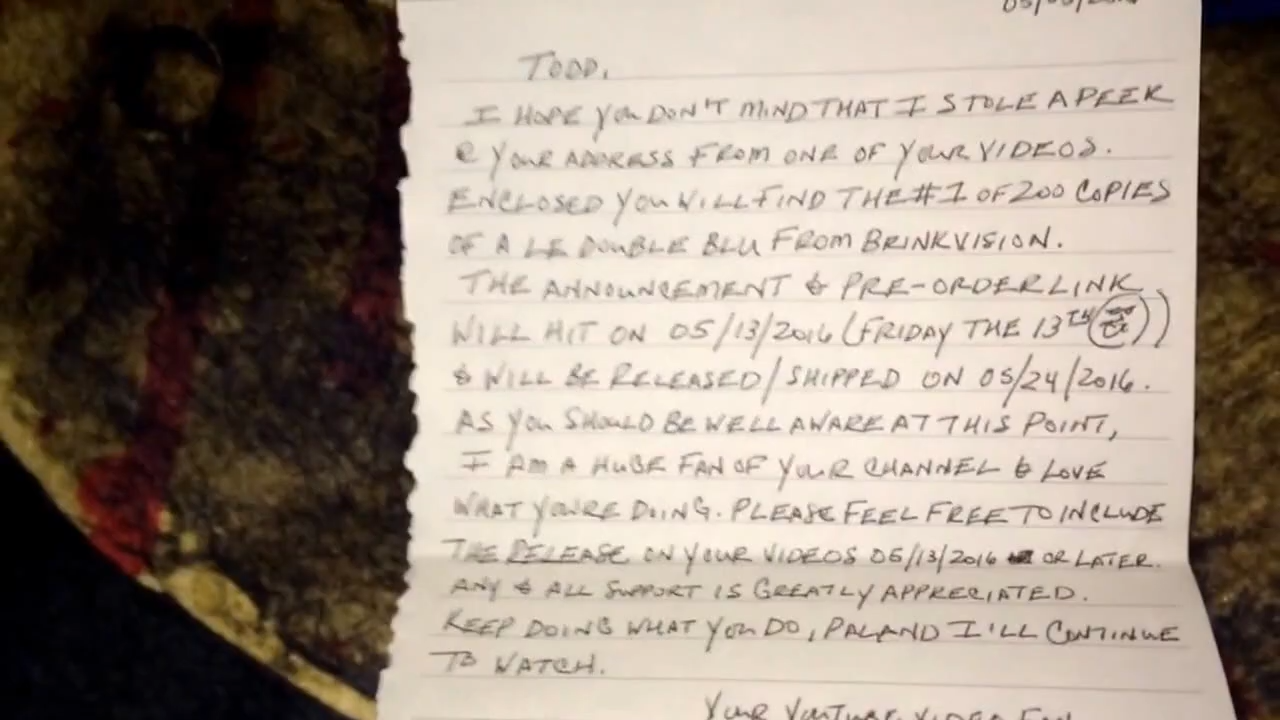 TODD,
I HOPE YOU DON'T MIND THAT I STOLE A PEEK
@ YOUR ADDRESS FROM ONE OF YOUR VIDEOS.
ENCLOSED YOU WILL FIND THE #1 OF 200 COPIES
OF A LE DOUBLE BLU FROM BRINKVISION.
THE ANNOUNCEMENT & PRE-ORDER LINK
WILL HIT ON 05/13/2016 (FRIDAY THE 13TH )
& WILL BE RELEASED/SHIPPED ON 05/24/2016.
AS YOU SHOULD BE WELL AWARE AT THIS POINT,
I AM A HUGE FAN OF YOUR CHANNEL & LOVE
WHAT YOU'RE DOING. PLEASE FEEL FREE TO INCLUDE
THE RELEASE ON YOUR VIDEOS 05/13/2016 OR LATER.
ANY & ALL SUPPORT IS GREATLY APPRECIATED.
KEEP DOING WHAT YOU DO, PAL AND I'LL CONTINUE
TO WATCH.
YOUR YOUTUBE VIDEO